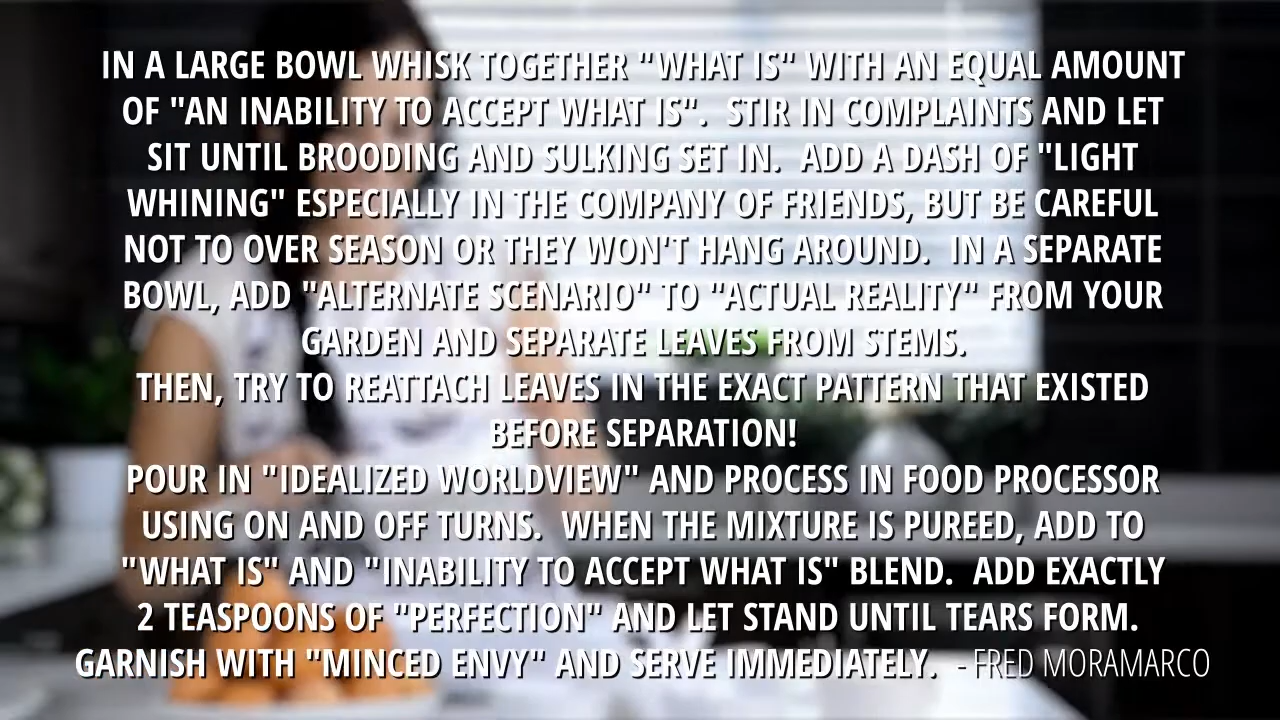 IN A LARGE BOWL WHISK TOGETHER "WHAT IS" WITH AN EQUAL AMOUNT
OF "AN INABILITY TO ACCEPT WHAT IS".  STIR IN COMPLAINTS AND LET
SIT UNTIL BROODING AND SULKING SET IN.  ADD A DASH OF "LIGHT
WHINING" ESPECIALLY IN THE COMPANY OF FRIENDS, BUT BE CAREFUL
NOT TO OVER SEASON OR THEY WON'T HANG AROUND.  IN A SEPARATE
BOWL, ADD "ALTERNATE SCENARIO" TO "ACTUAL REALITY" FROM YOUR
GARDEN AND SEPARATE LEAVES FROM STEMS.
THEN, TRY TO REATTACH LEAVES IN THE EXACT PATTERN THAT EXISTED
BEFORE SEPARATION!
POUR IN "IDEALIZED WORLDVIEW" AND PROCESS IN FOOD PROCESSOR
USING ON AND OFF TURNS.  WHEN THE MIXTURE IS PUREED, ADD TO
"WHAT IS" AND "INABILITY TO ACCEPT WHAT IS" BLEND.  ADD EXACTLY
2 TEASPOONS OF "PERFECTION" AND LET STAND UNTIL TEARS FORM.
GARNISH WITH "MINCED ENVY" AND SERVE IMMEDIATELY.  - FRED MORAMARCO